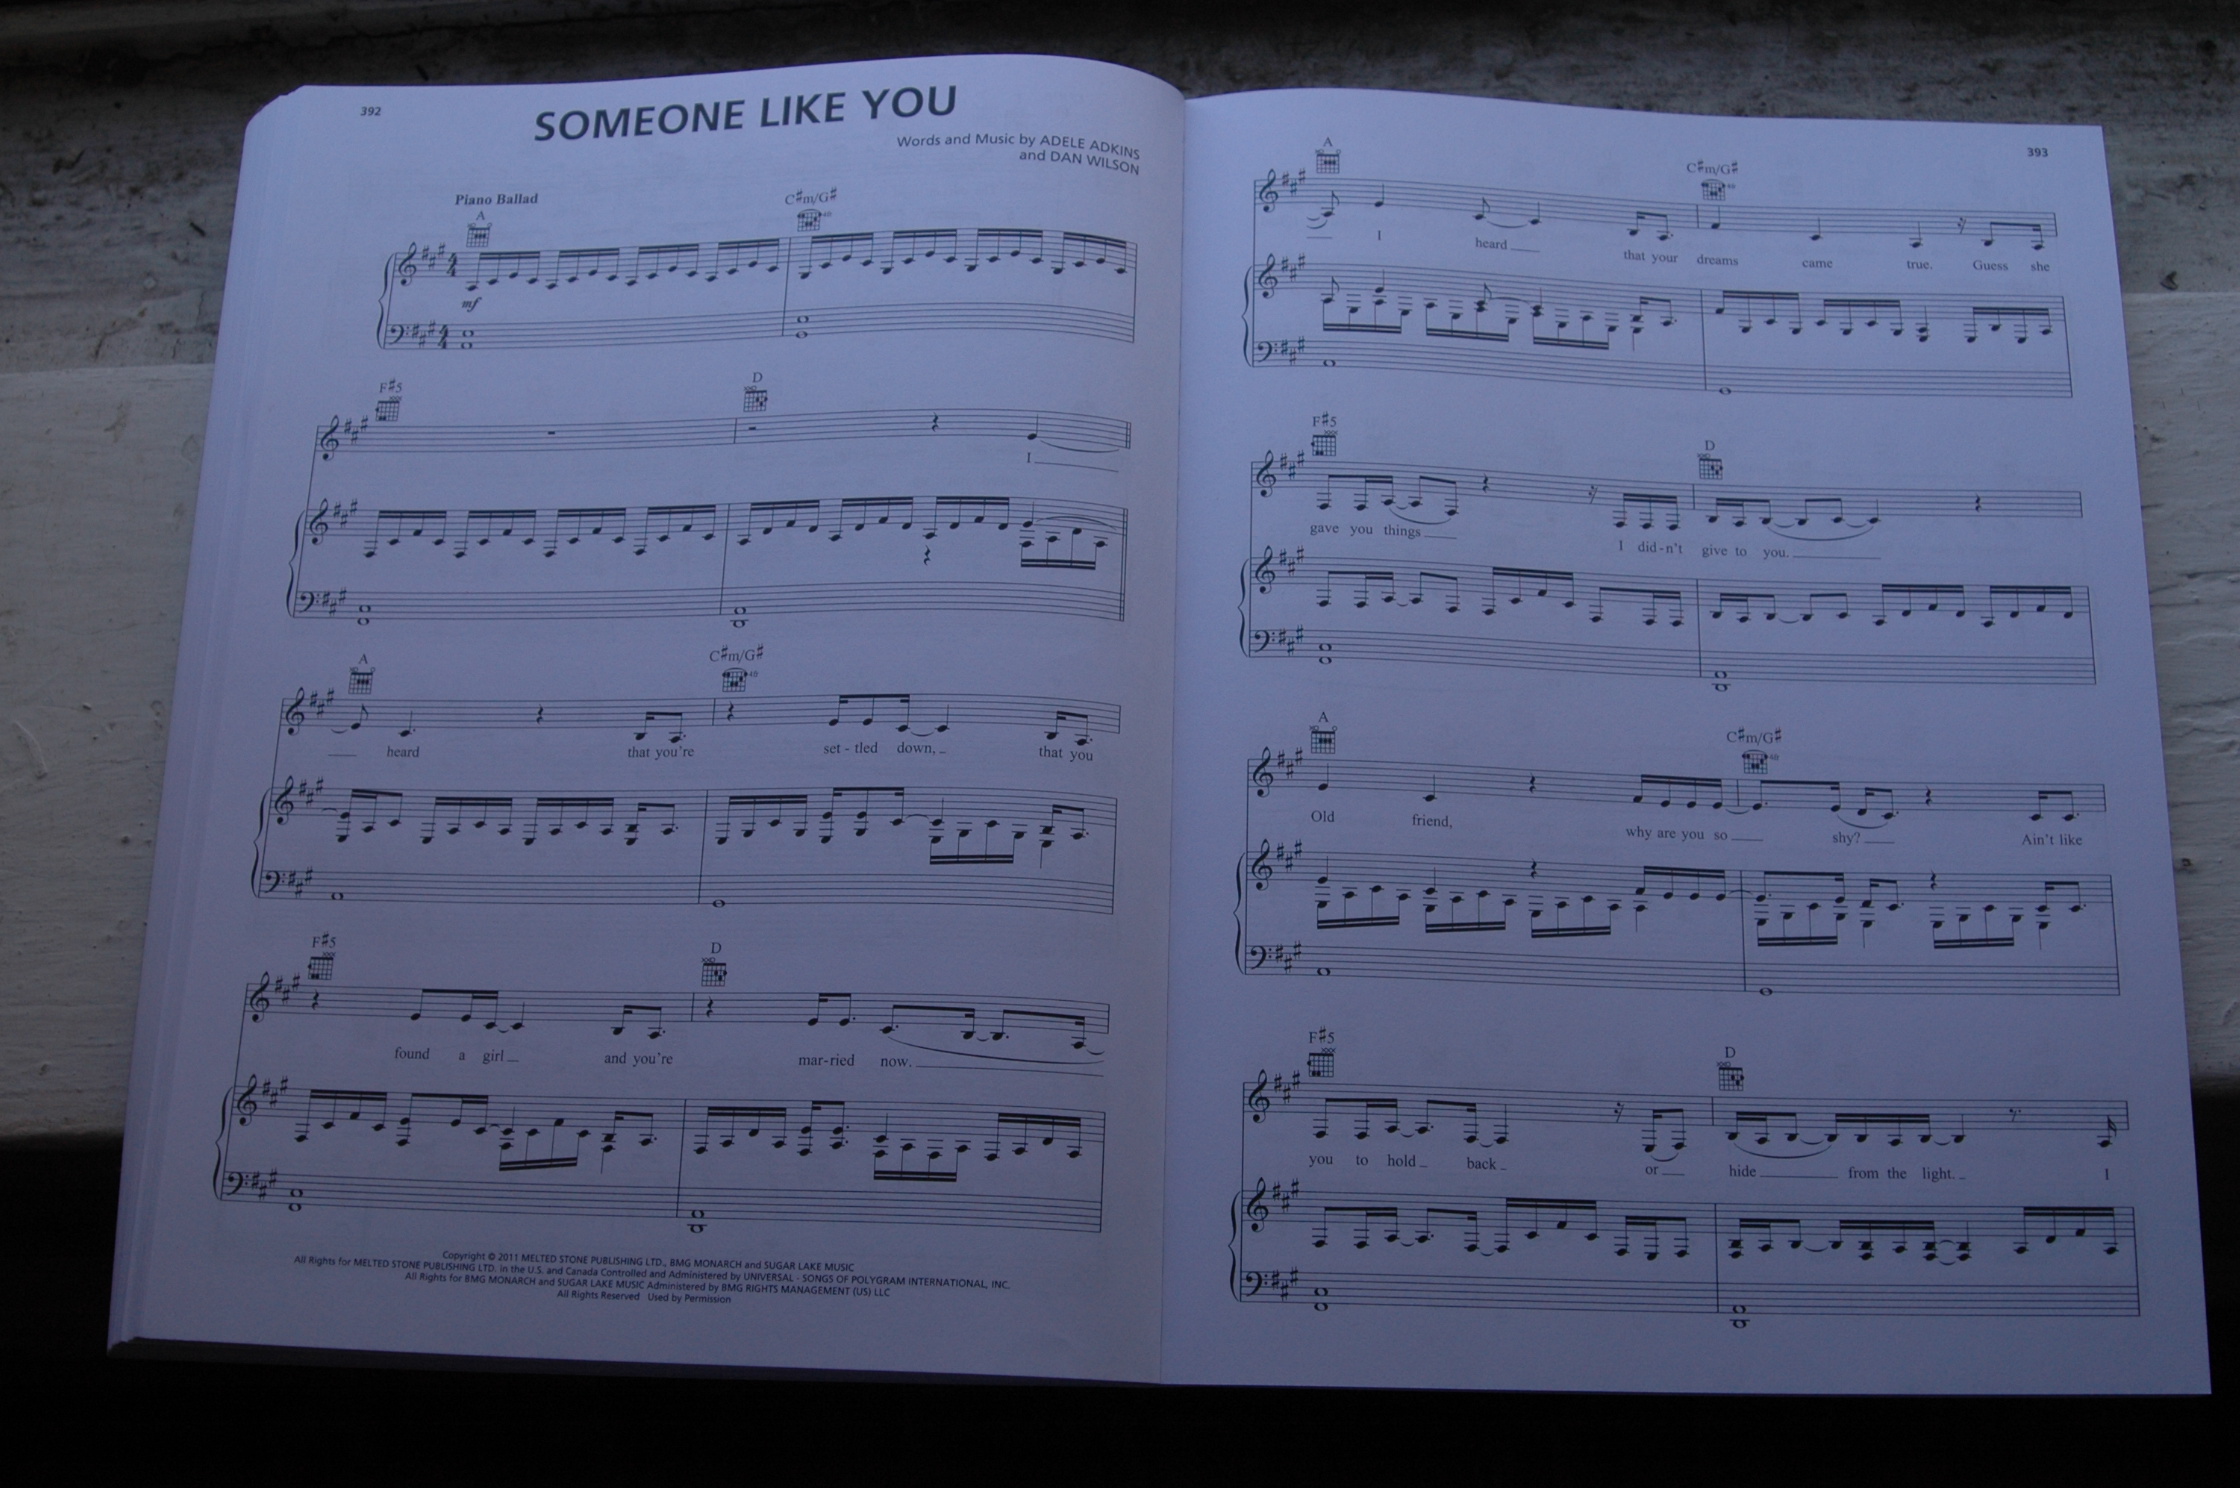 392
SOMEONE LIKE YOU
Words and Music by ADELE ADKINS
and DAN WILSON
Piano Ballad
A C♯m/G♯
mf
F♯5 D
I
A C♯m/G♯
heard that you're set - tled down, that you
F♯5 D
found a girl and you're mar-ried now.
Copyright © 2011 MELTED STONE PUBLISHING LTD., BMG MONARCH and SUGAR LAKE MUSIC
All Rights for MELTED STONE PUBLISHING LTD. in the U.S. and Canada Controlled and Administered by UNIVERSAL - SONGS OF POLYGRAM INTERNATIONAL, INC.
All Rights for BMG MONARCH and SUGAR LAKE MUSIC Administered by BMG RIGHTS MANAGEMENT (US) LLC
All Rights Reserved Used by Permission
393
A C♯m/G♯
I heard that your dreams came true. Guess she
F♯5 D
gave you things I did-n't give to you.
A C♯m/G♯
Old friend, why are you so shy? Ain't like
F♯5 D
you to hold back or hide from the light. I